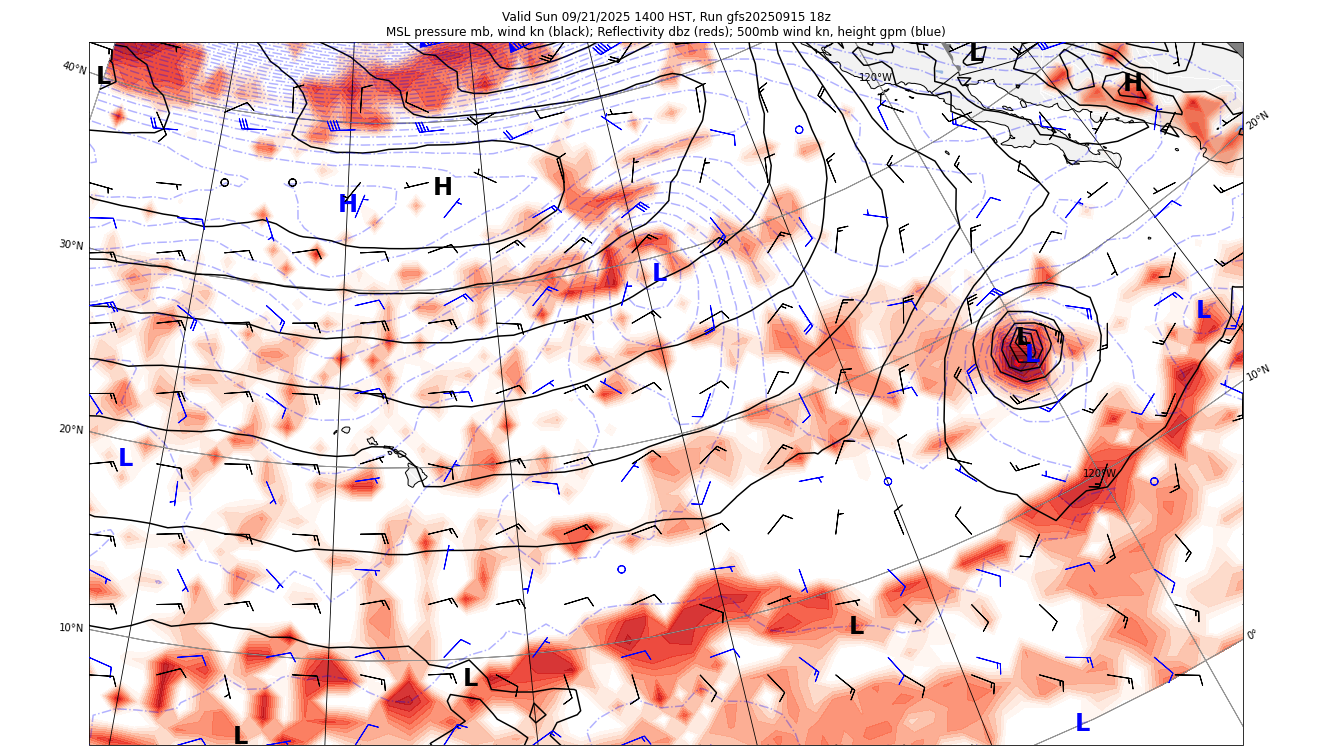 Valid Sun 09/21/2025 1400 HST, Run gfs20250915 18z
MSL pressure mb, wind kn (black); Reflectivity dbz (reds); 500mb wind kn, height gpm (blue)
L
L
H
40°N
120°W
20°N
H
H
30°N
L
L
L
L
10°N
20°N
L
120°W
10°N
L
0°
L
L
L